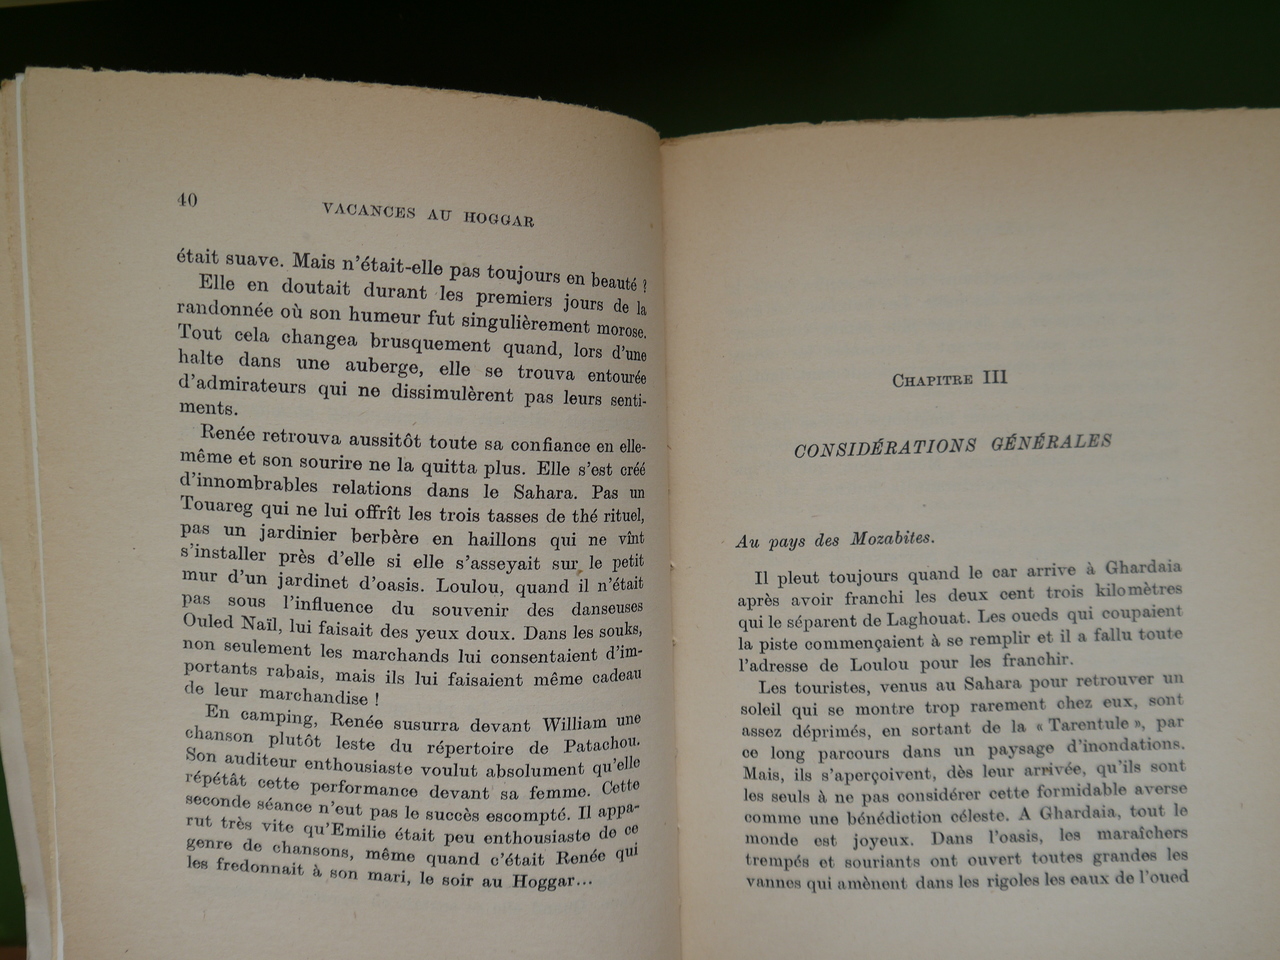 40
VACANCES AU HOGGAR
était suave. Mais n'était-elle pas toujours en beauté ?
Elle en doutait durant les premiers jours de la
randonnée où son humeur fut singulièrement morose.
Tout cela changea brusquement quand, lors d'une
halte dans une auberge, elle se trouva entourée
d'admirateurs qui ne dissimulèrent pas leurs senti-
ments.
Renée retrouva aussitôt toute sa confiance en elle-
même et son sourire ne la quitta plus. Elle s'est créé
d'innombrables relations dans le Sahara. Pas un
Touareg qui ne lui offrît les trois tasses de thé rituel,
pas un jardinier berbère en haillons qui ne vînt
s'installer près d'elle si elle s'asseyait sur le petit
mur d'un jardinet d'oasis. Loulou, quand il n'était
pas sous l'influence du souvenir des danseuses
Ouled Naïl, lui faisait des yeux doux. Dans les souks,
non seulement les marchands lui consentaient d'im-
portants rabais, mais ils lui faisaient même cadeau
de leur marchandise !
En camping, Renée susurra devant William une
chanson plutôt leste du répertoire de Patachou.
Son auditeur enthousiaste voulut absolument qu'elle
répétât cette performance devant sa femme. Cette
seconde séance n'eut pas le succès escompté. Il appa-
rut très vite qu'Emilie était peu enthousiaste de ce
genre de chansons, même quand c'était Renée qui
les fredonnait à son mari, le soir au Hoggar...
CHAPITRE III
CONSIDÉRATIONS GÉNÉRALES
Au pays des Mozabites.
Il pleut toujours quand le car arrive à Ghardaia
après avoir franchi les deux cent trois kilomètres
qui le séparent de Laghouat. Les oueds qui coupaient
la piste commençaient à se remplir et il a fallu toute
l'adresse de Loulou pour les franchir.
Les touristes, venus au Sahara pour retrouver un
soleil qui se montre trop rarement chez eux, sont
assez déprimés, en sortant de la « Tarentule », par
ce long parcours dans un paysage d'inondations.
Mais, ils s'aperçoivent, dès leur arrivée, qu'ils sont
les seuls à ne pas considérer cette formidable averse
comme une bénédiction céleste. A Ghardaia, tout le
monde est joyeux. Dans l'oasis, les maraîchers
trempés et souriants ont ouvert toutes grandes les
vannes qui amènent dans les rigoles les eaux de l'oued